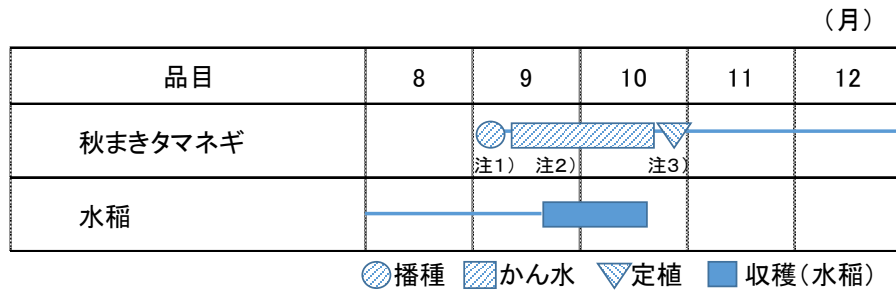 （月）
品目 8 9 10 11 12
秋まきタマネギ
注1） 注2） 注3）
水稲
播種 かん水 定植 収穫（水稲）